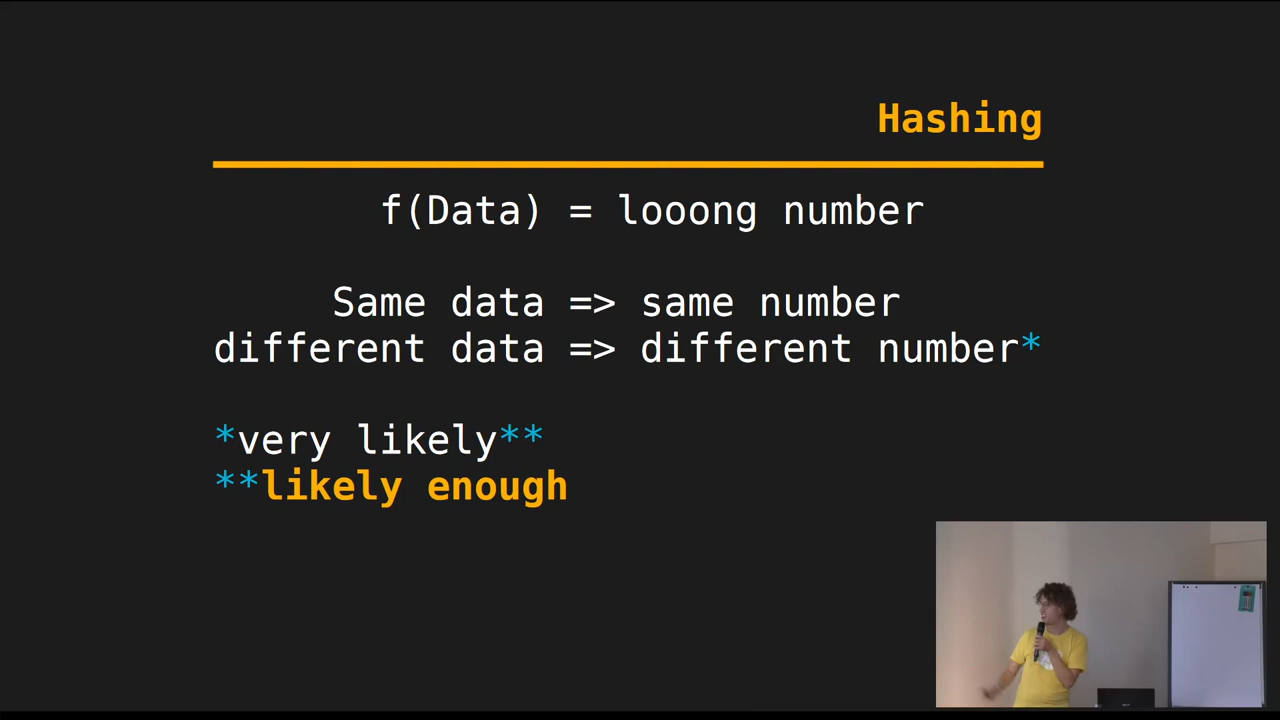 Hashing
f(Data) = looong number
Same data => same number
different data => different number*
*very likely**
**likely enough